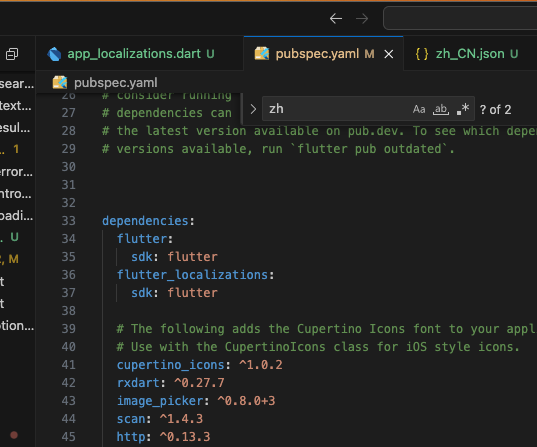 app_localizations.dart U
pubspec.yaml M
zh_CN.json U
pubspec.yaml
zh
Aa
ab
.*
? of 2
sear...
text...
esul...
.. 1
error...
ntro...
oadi...
. U
, M
t
t
tion...
26 # Consider running
27 # dependencies can
28 # the latest version available on pub.dev. To see which depe
29 # versions available, run `flutter pub outdated`.
30
31
32
33 dependencies:
34 flutter:
35 sdk: flutter
36 flutter_localizations:
37 sdk: flutter
38
39 # The following adds the Cupertino Icons font to your appl
40 # Use with the CupertinoIcons class for iOS style icons.
41 cupertino_icons: ^1.0.2
42 rxdart: ^0.27.7
43 image_picker: ^0.8.0+3
44 scan: ^1.4.3
45 http: ^0.13.3